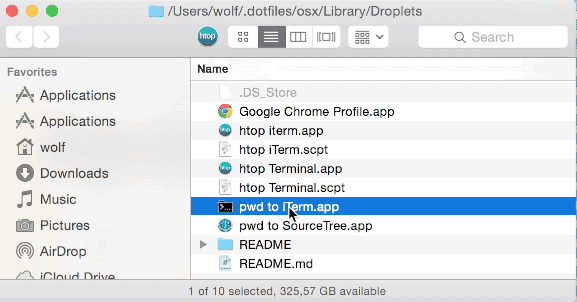 /Users/wolf/.dotfiles/osx/Library/Droplets
htop
Search
Favorites
Applications
Applications
wolf
Downloads
Music
Pictures
AirDrop
iCloud Drive
Name
.DS_Store
Google Chrome Profile.app
htop iterm.app
htop iTerm.scpt
htop Terminal.app
htop Terminal.scpt
pwd to iTerm.app
pwd to SourceTree.app
README
README.md
1 of 10 selected, 325,57 GB available